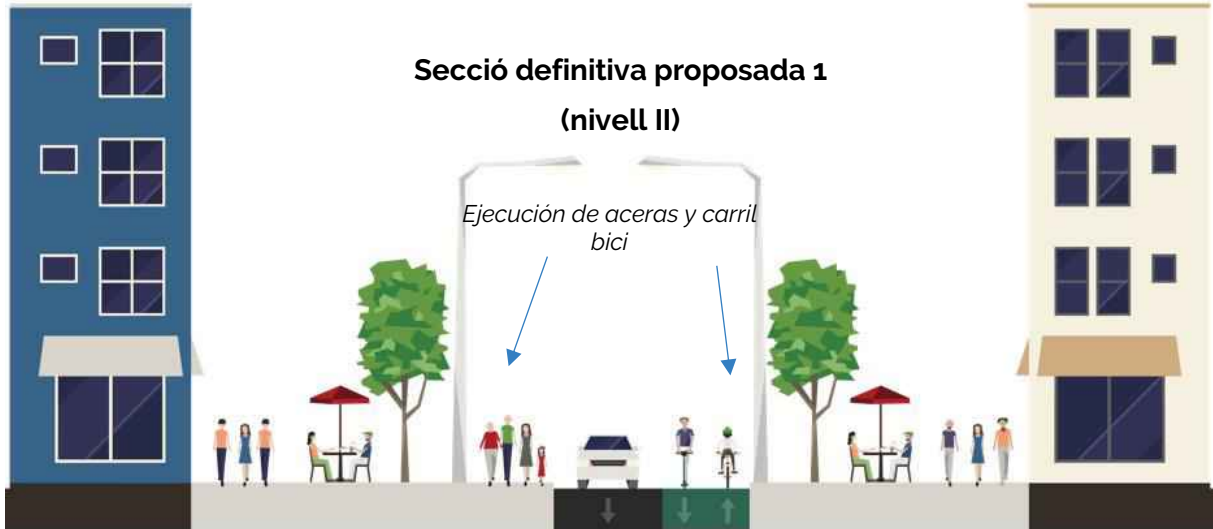 Secció definitiva proposada 1
(nivell II)
Ejecución de aceras y carril
bici